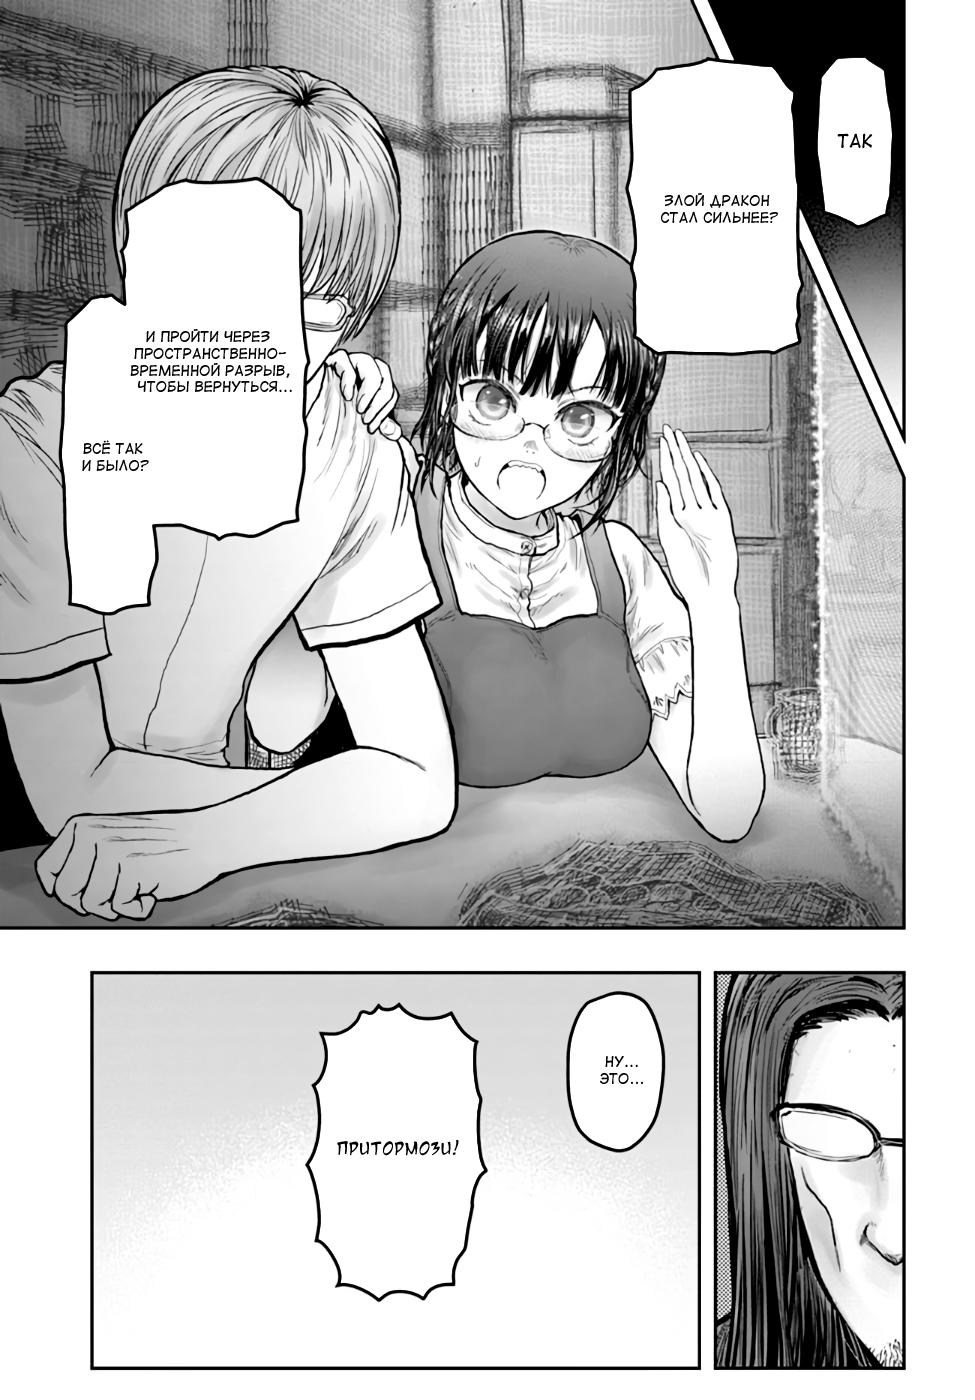 ТАК
ЗЛОЙ ДРАКОН
СТАЛ СИЛЬНЕЕ?
И ПРОЙТИ ЧЕРЕЗ
ПРОСТРАНСТВЕННО-
ВРЕМЕННОЙ РАЗРЫВ,
ЧТОБЫ ВЕРНУТЬСЯ...
ВСЁ ТАК
И БЫЛО?
НУ...
ЭТО...
ПРИТОРМОЗИ!